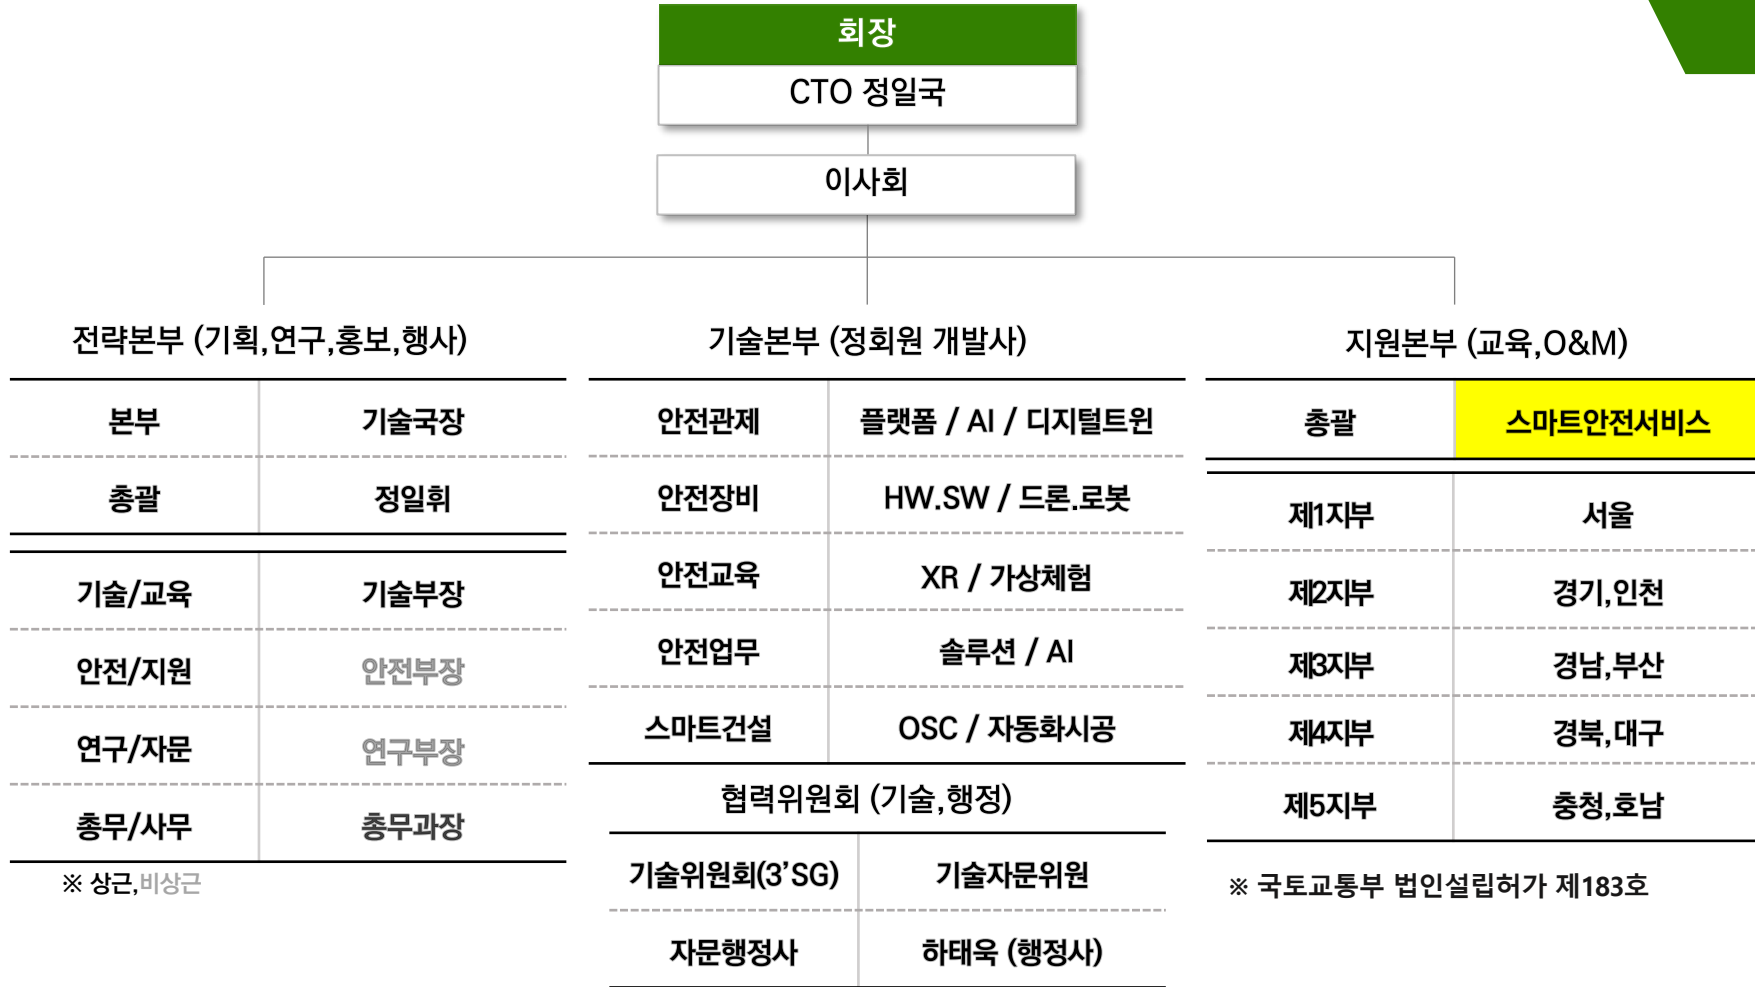 회장
CTO 정일국
이사회
전략본부 (기획,연구,홍보,행사)
본부 기술국장
총괄 정일휘
기술/교육 기술부장
안전/지원 안전부장
연구/자문 연구부장
총무/사무 총무과장
※ 상근,비상근
기술본부 (정회원 개발사)
안전관제 플랫폼 / AI / 디지털트윈
안전장비 HW.SW / 드론.로봇
안전교육 XR / 가상체험
안전업무 솔루션 / AI
스마트건설 OSC / 자동화시공
협력위원회 (기술,행정)
기술위원회(3’SG) 기술자문위원
자문행정사 하태욱 (행정사)
지원본부 (교육,O&M)
총괄 스마트안전서비스
제1지부 서울
제2지부 경기,인천
제3지부 경남,부산
제4지부 경북,대구
제5지부 충청,호남
※ 국토교통부 법인설립허가 제183호